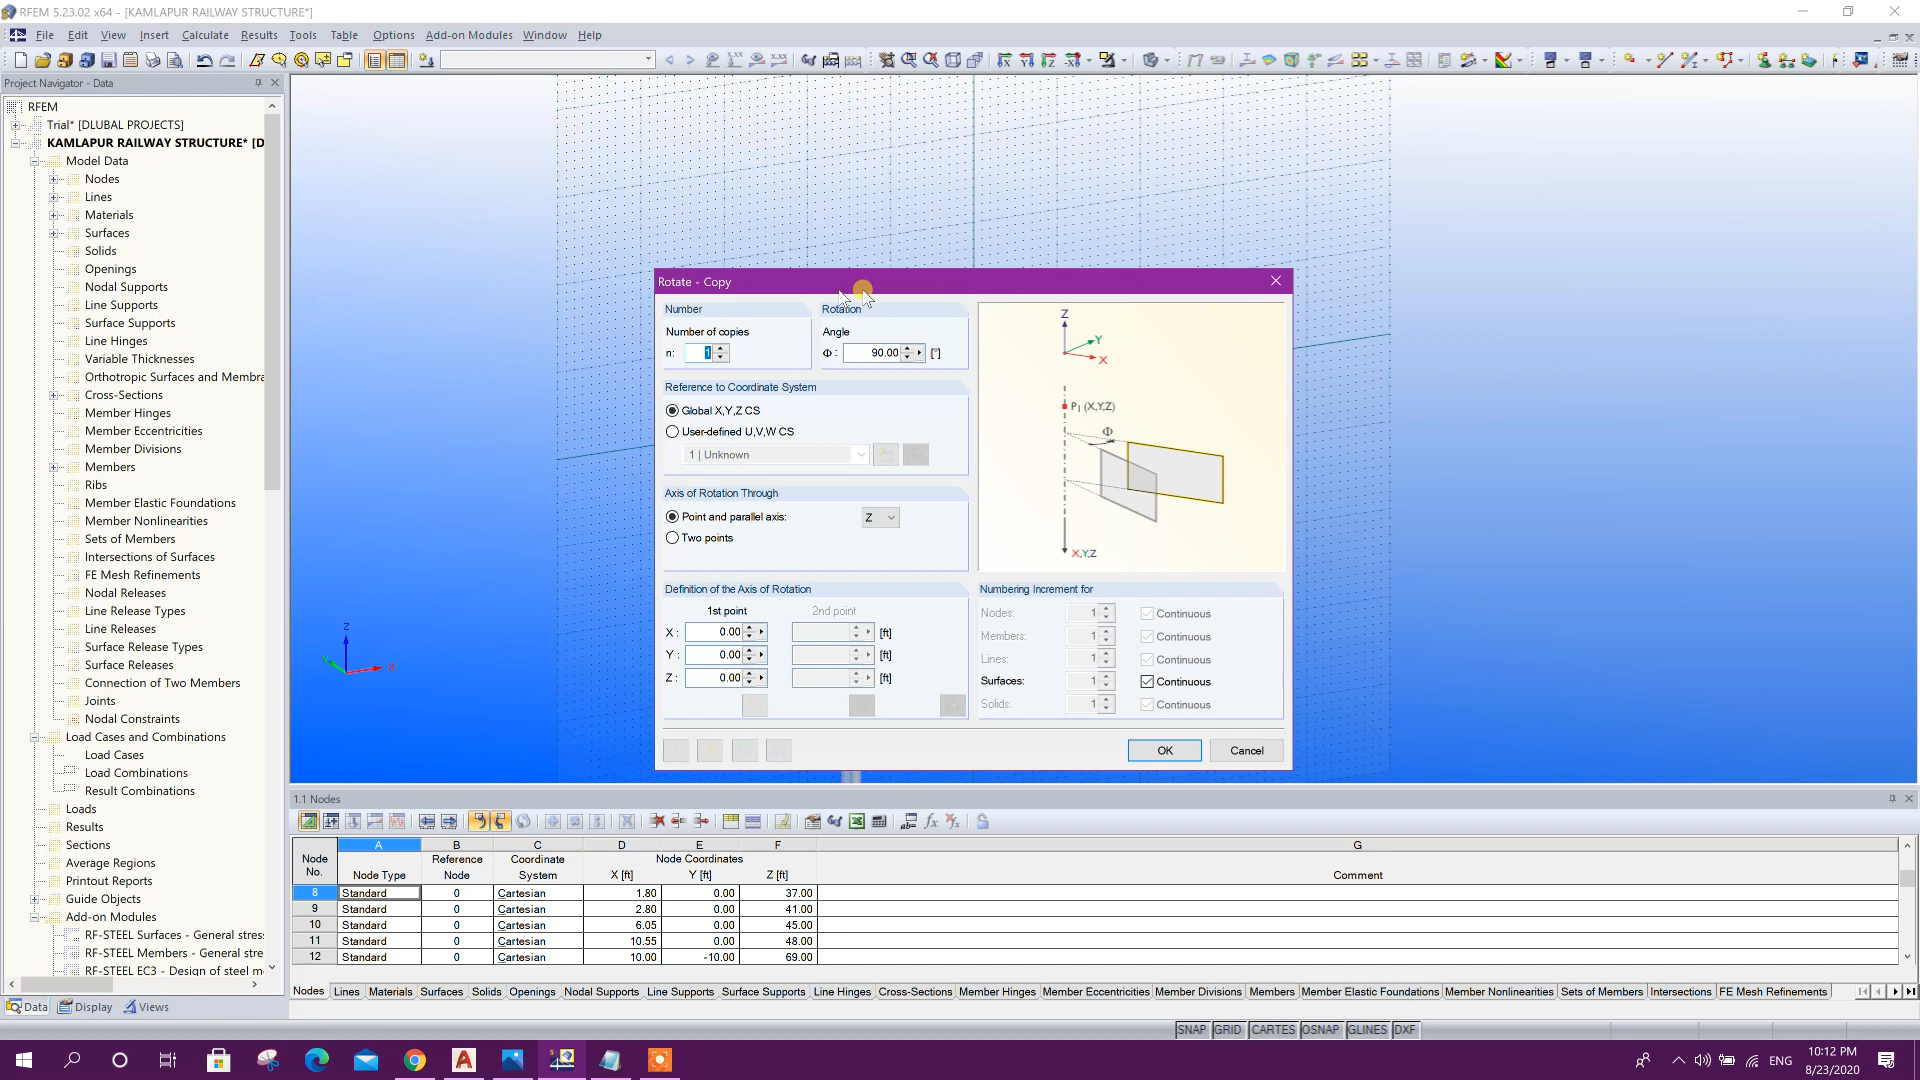 RFEM 5.23.02 x64 - [KAMLAPUR RAILWAY STRUCTURE*]
File Edit View Insert Calculate Results Tools Table Options Add-on Modules Window Help
Project Navigator - Data
RFEM
Trial* [DLUBAL PROJECTS]
KAMLAPUR RAILWAY STRUCTURE* [D
Model Data
Nodes
Lines
Materials
Surfaces
Solids
Openings
Nodal Supports
Line Supports
Surface Supports
Line Hinges
Variable Thicknesses
Orthotropic Surfaces and Membra
Cross-Sections
Member Hinges
Member Eccentricities
Member Divisions
Members
Ribs
Member Elastic Foundations
Member Nonlinearities
Sets of Members
Intersections of Surfaces
FE Mesh Refinements
Nodal Releases
Line Release Types
Line Releases
Surface Release Types
Surface Releases
Connection of Two Members
Joints
Nodal Constraints
Load Cases and Combinations
Load Cases
Load Combinations
Result Combinations
Loads
Results
Sections
Average Regions
Printout Reports
Guide Objects
Add-on Modules
RF-STEEL Surfaces - General stres
RF-STEEL Members - General stre
RF-STEEL EC3 - Design of steel m
Data Display Views
Z
Y
X
Rotate - Copy
Number
Number of copies
n: 1
Rotation
Angle
Φ: 90.00 [°]
Reference to Coordinate System
Global X,Y,Z CS
User-defined U,V,W CS
1 | Unknown
Axis of Rotation Through
Point and parallel axis: Z
Two points
Definition of the Axis of Rotation
1st point 2nd point
X: 0.00 [ft]
Y: 0.00 [ft]
Z: 0.00 [ft]
Z
Y
X
P1 (X,Y,Z)
Φ
X,Y,Z
Numbering Increment for
Nodes: 1 Continuous
Members: 1 Continuous
Lines: 1 Continuous
Surfaces: 1 Continuous
Solids: 1 Continuous
OK Cancel
1.1 Nodes
A B C D E F G
Node Reference Coordinate Node Coordinates
No. Node Type Node System X [ft] Y [ft] Z [ft] Comment
8 Standard 0 Cartesian 1.80 0.00 37.00
9 Standard 0 Cartesian 2.80 0.00 41.00
10 Standard 0 Cartesian 6.05 0.00 45.00
11 Standard 0 Cartesian 10.55 0.00 48.00
12 Standard 0 Cartesian 10.00 -10.00 69.00
Nodes Lines Materials Surfaces Solids Openings Nodal Supports Line Supports Surface Supports Line Hinges Cross-Sections Member Hinges Member Eccentricities Member Divisions Members Member Elastic Foundations Member Nonlinearities Sets of Members Intersections FE Mesh Refinements
SNAP GRID CARTES OSNAP GLINES DXF
ENG
10:12 PM
8/23/2020